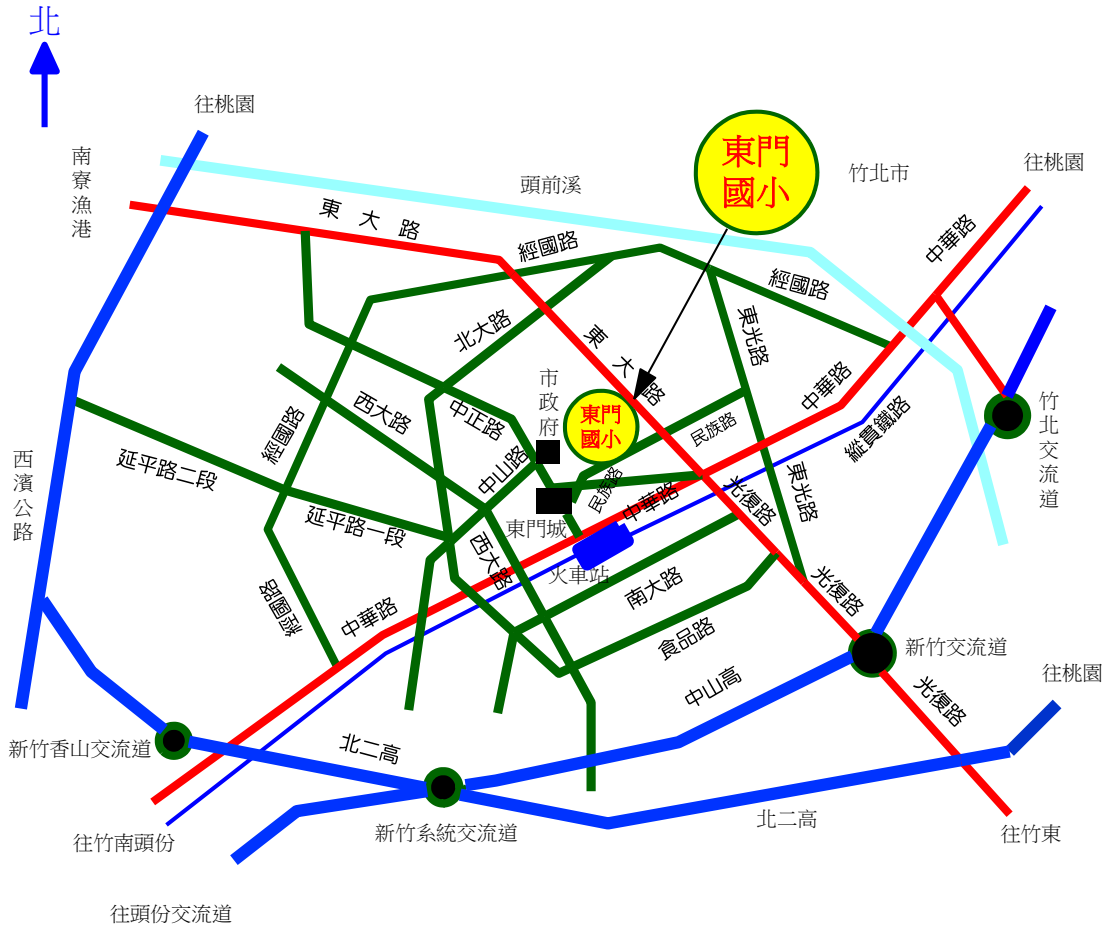 北
往桃園
南寮漁港
頭前溪
東門
國小
竹北市
往桃園
東大路
經國路
中華路
經國路
北大路
東大路
東光路
市政府
東門
國小
西大路
中正路
中華路
縱貫鐵路
竹北交流道
經國路
民族路
西濱公路
延平路二段
中山路
民族路
中華路
光復路
東光路
延平路一段
東門城
西大路
火車站
南大路
光復路
經國路
中華路
食品路
新竹交流道
中山高
光復路
往桃園
新竹香山交流道
北二高
新竹系統交流道
北二高
往竹南頭份
往竹東
往頭份交流道